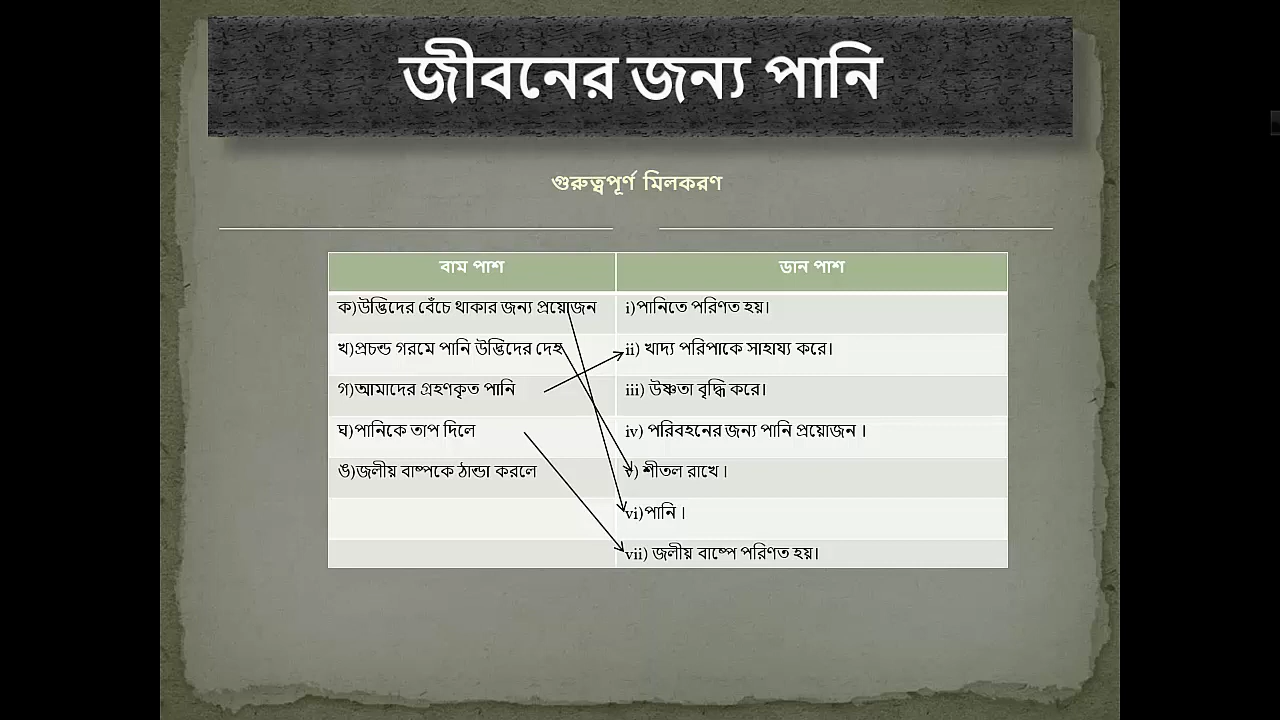 জীবনের জন্য পানি
গুরুত্বপূর্ণ মিলকরণ
বাম পাশ ডান পাশ
ক)উদ্ভিদের বেঁচে থাকার জন্য প্রয়োজন i)পানিতে পরিণত হয়।
খ)প্রচন্ড গরমে পানি উদ্ভিদের দেহ ii) খাদ্য পরিপাকে সাহায্য করে।
গ)আমাদের গ্রহণকৃত পানি iii) উষ্ণতা বৃদ্ধি করে।
ঘ)পানিকে তাপ দিলে iv) পরিবহনের জন্য পানি প্রয়োজন ।
ঙ)জলীয় বাষ্পকে ঠান্ডা করলে v) শীতল রাখে ।
vi)পানি ।
vii) জলীয় বাষ্পে পরিণত হয়।